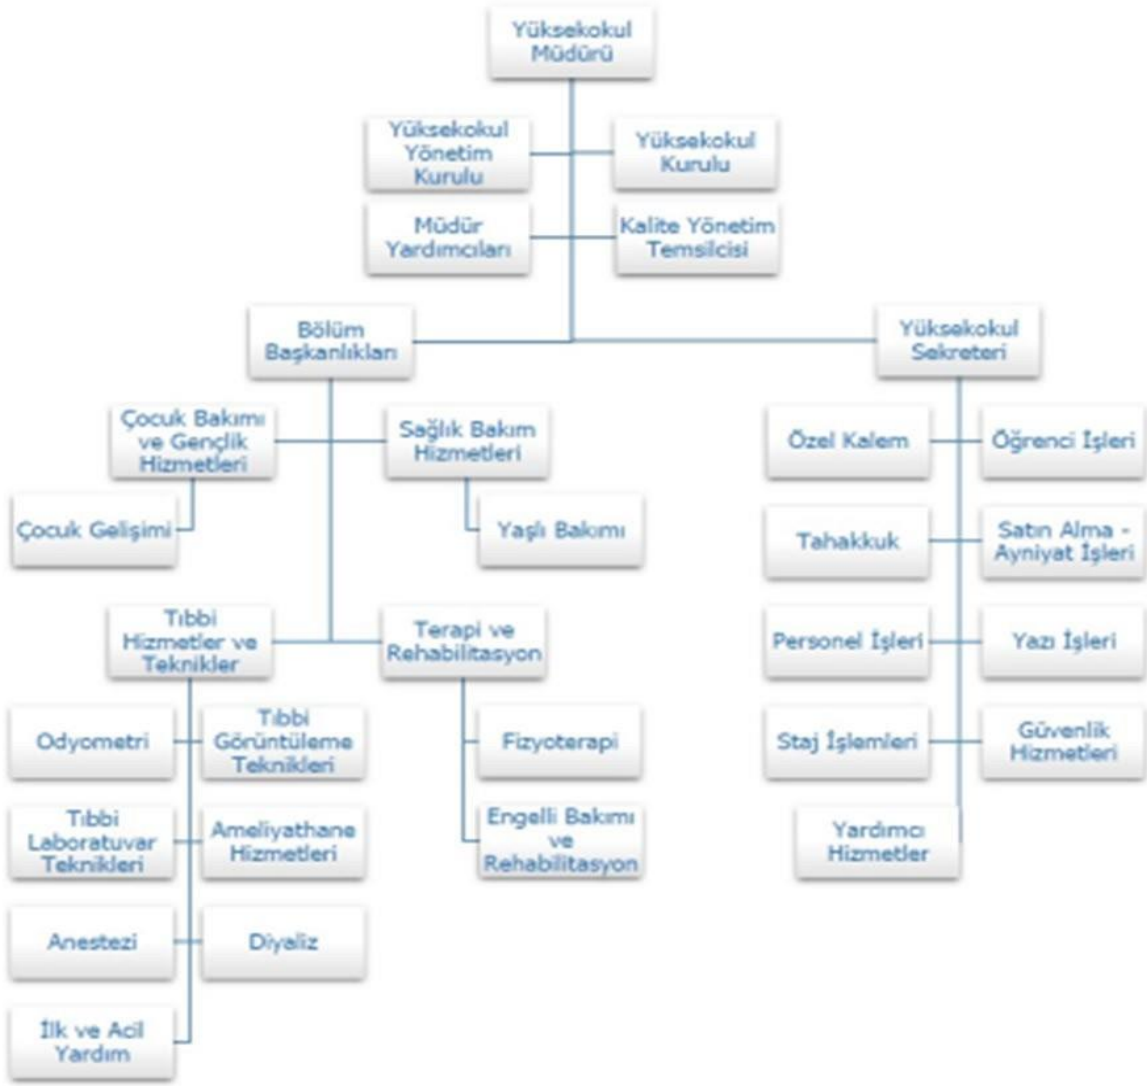 Yüksekokul
Müdürü
Yüksekokul
Yönetim
Kurulu
Yüksekokul
Kurulu
Müdür
Yardımcıları
Kalite Yönetim
Temsilcisi
Bölüm
Başkanlıkları
Yüksekokul
Sekreteri
Çocuk Bakımı
ve Gençlik
Hizmetleri
Sağlık Bakım
Hizmetleri
Özel Kalem
Öğrenci İşleri
Çocuk Gelişimi
Yaşlı Bakımı
Tahakkuk
Satın Alma -
Ayniyat İşleri
Tıbbi
Hizmetler ve
Teknikler
Terapi ve
Rehabilitasyon
Personel İşleri
Yazı İşleri
Odyometri
Tıbbi
Görüntüleme
Teknikleri
Fizyoterapi
Staj İşlemleri
Güvenlik
Hizmetleri
Tıbbi
Laboratuvar
Teknikleri
Ameliyathane
Hizmetleri
Engelli Bakımı
ve
Rehabilitasyon
Yardımcı
Hizmetler
Anestezi
Diyaliz
İlk ve Acil
Yardım